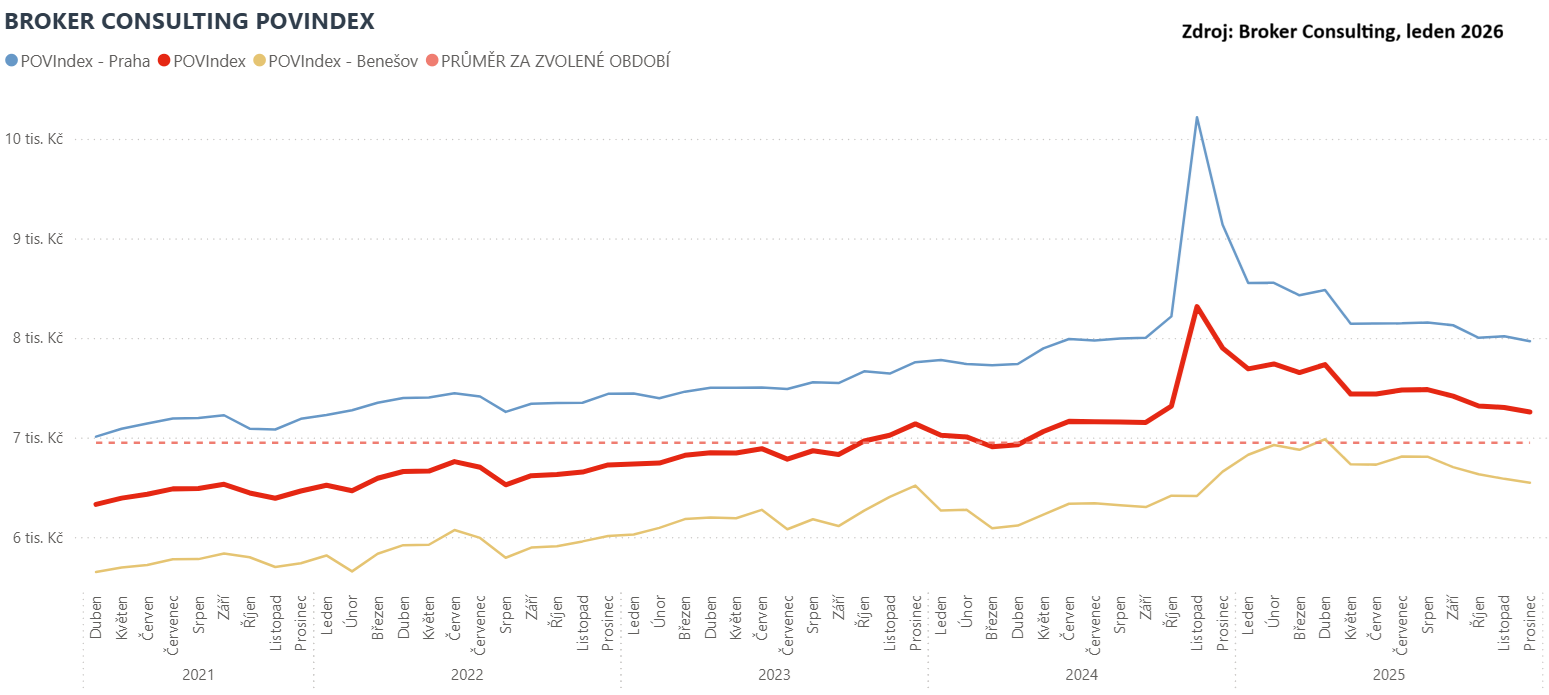 BROKER CONSULTING POVINDEX
Zdroj: Broker Consulting, leden 2026
POVIndex - Praha POVIndex POVIndex - Benešov PRŮMĚR ZA ZVOLENÉ OBDOBÍ
10 tis. Kč
9 tis. Kč
8 tis. Kč
7 tis. Kč
6 tis. Kč
Duben Květen Červen Červenec Srpen Září Říjen Listopad Prosinec Leden Únor Březen Duben Květen Červen Červenec Srpen Září Říjen Listopad Prosinec Leden Únor Březen Duben Květen Červen Červenec Srpen Září Říjen Listopad Prosinec Leden Únor Březen Duben Květen Červen Červenec Srpen Září Říjen Listopad Prosinec Leden Únor Březen Duben Květen Červen Červenec Srpen Září Říjen Listopad Prosinec
2021 2022 2023 2024 2025